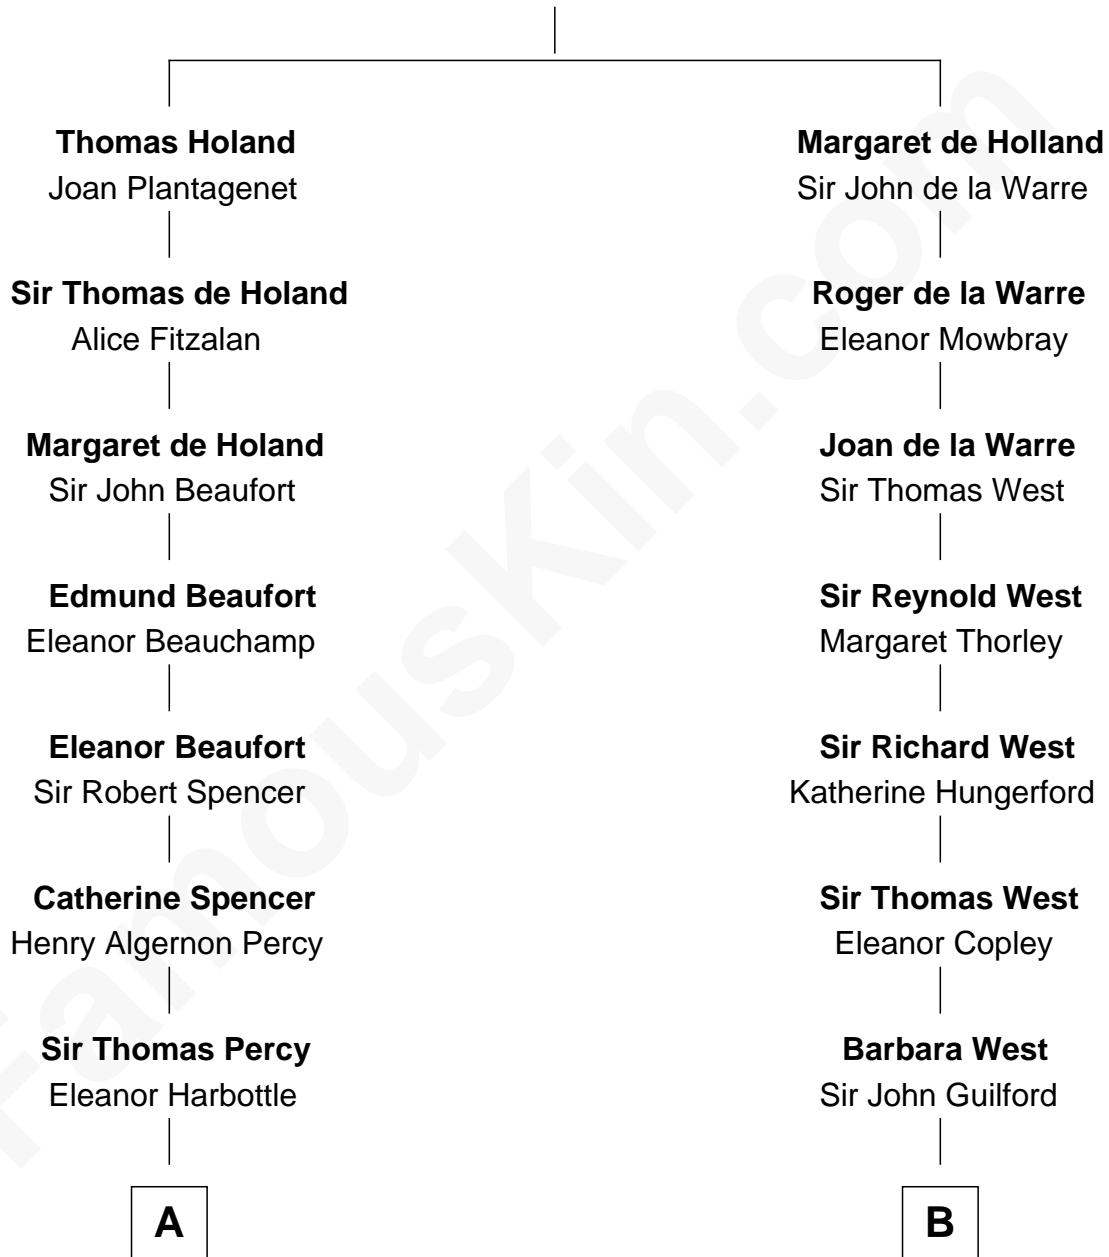 Thomas Holand
Joan Plantagenet
Sir Thomas de Holand
Alice Fitzalan
Margaret de Holand
Sir John Beaufort
Edmund Beaufort
Eleanor Beauchamp
Eleanor Beaufort
Sir Robert Spencer
Catherine Spencer
Henry Algernon Percy
Sir Thomas Percy
Eleanor Harbottle
A
Margaret de Holland
Sir John de la Warre
Roger de la Warre
Eleanor Mowbray
Joan de la Warre
Sir Thomas West
Sir Reynold West
Margaret Thorley
Sir Richard West
Katherine Hungerford
Sir Thomas West
Eleanor Copley
Barbara West
Sir John Guilford
B
FamousKin.com